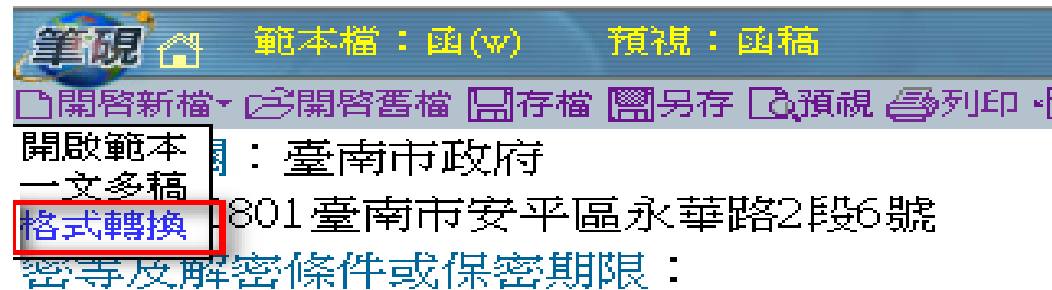 筆硯 範本檔：函(w) 預視：函稿
開啓新檔 開啓舊檔 存檔 另存 預視 列印
開啟範本 ：臺南市政府
一文多稿
格式轉換 801臺南市安平區永華路2段6號
密等及解密條件或保密期限：